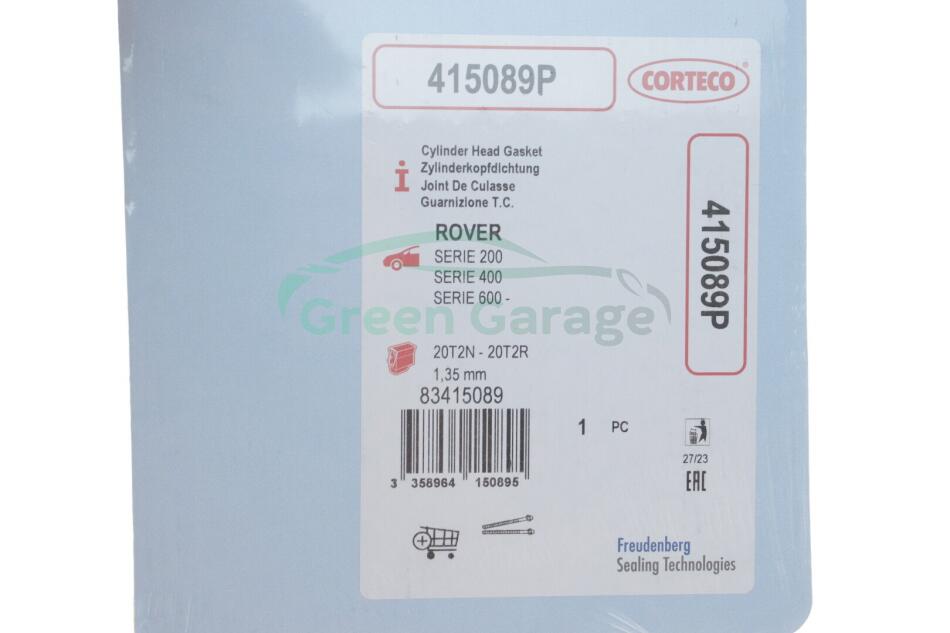 415089P
CORTECO®
415089P
Cylinder Head Gasket
Zylinderkopfdichtung
Joint De Culasse
Guarnizione T.C.
ROVER
SERIE 200
SERIE 400
SERIE 600 -
Green Garage
20T2N - 20T2R
1,35 mm
83415089
3 358964 150895
1 PC
27/23
EAC
Freudenberg
Sealing Technologies